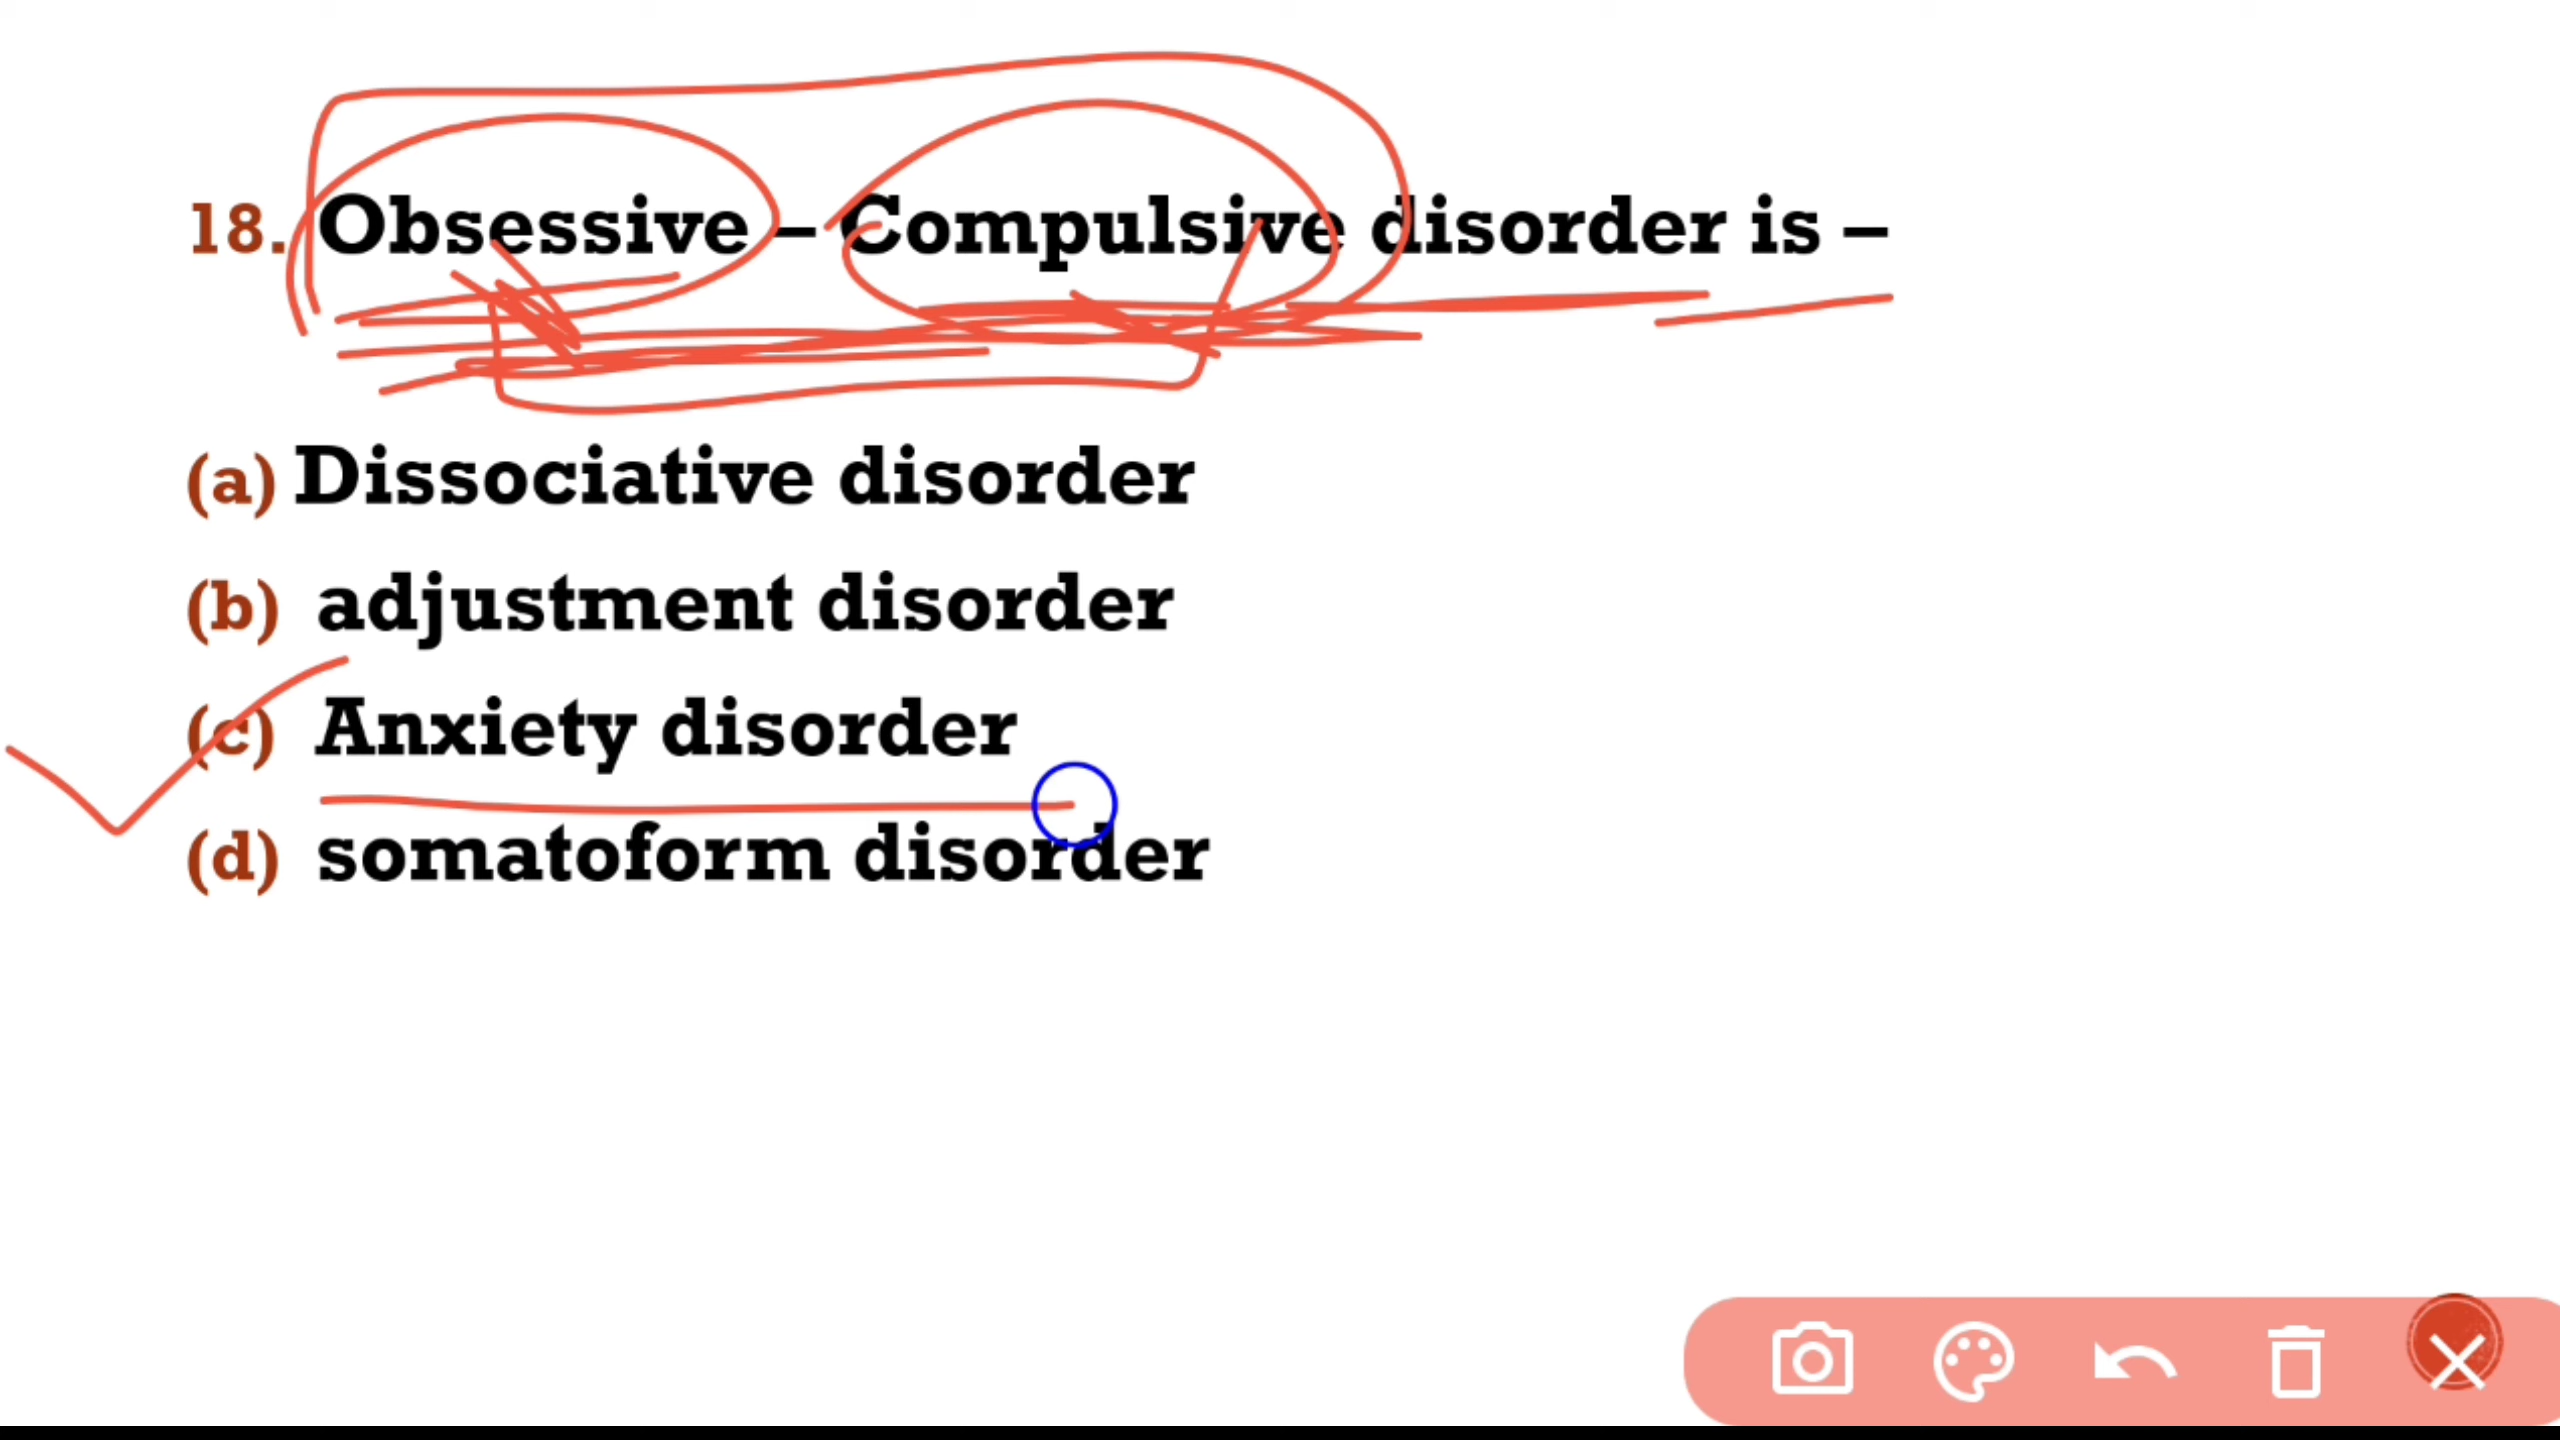 18. Obsessive – Compulsive disorder is –
(a) Dissociative disorder
(b) adjustment disorder
(c) Anxiety disorder
(d) somatoform disorder